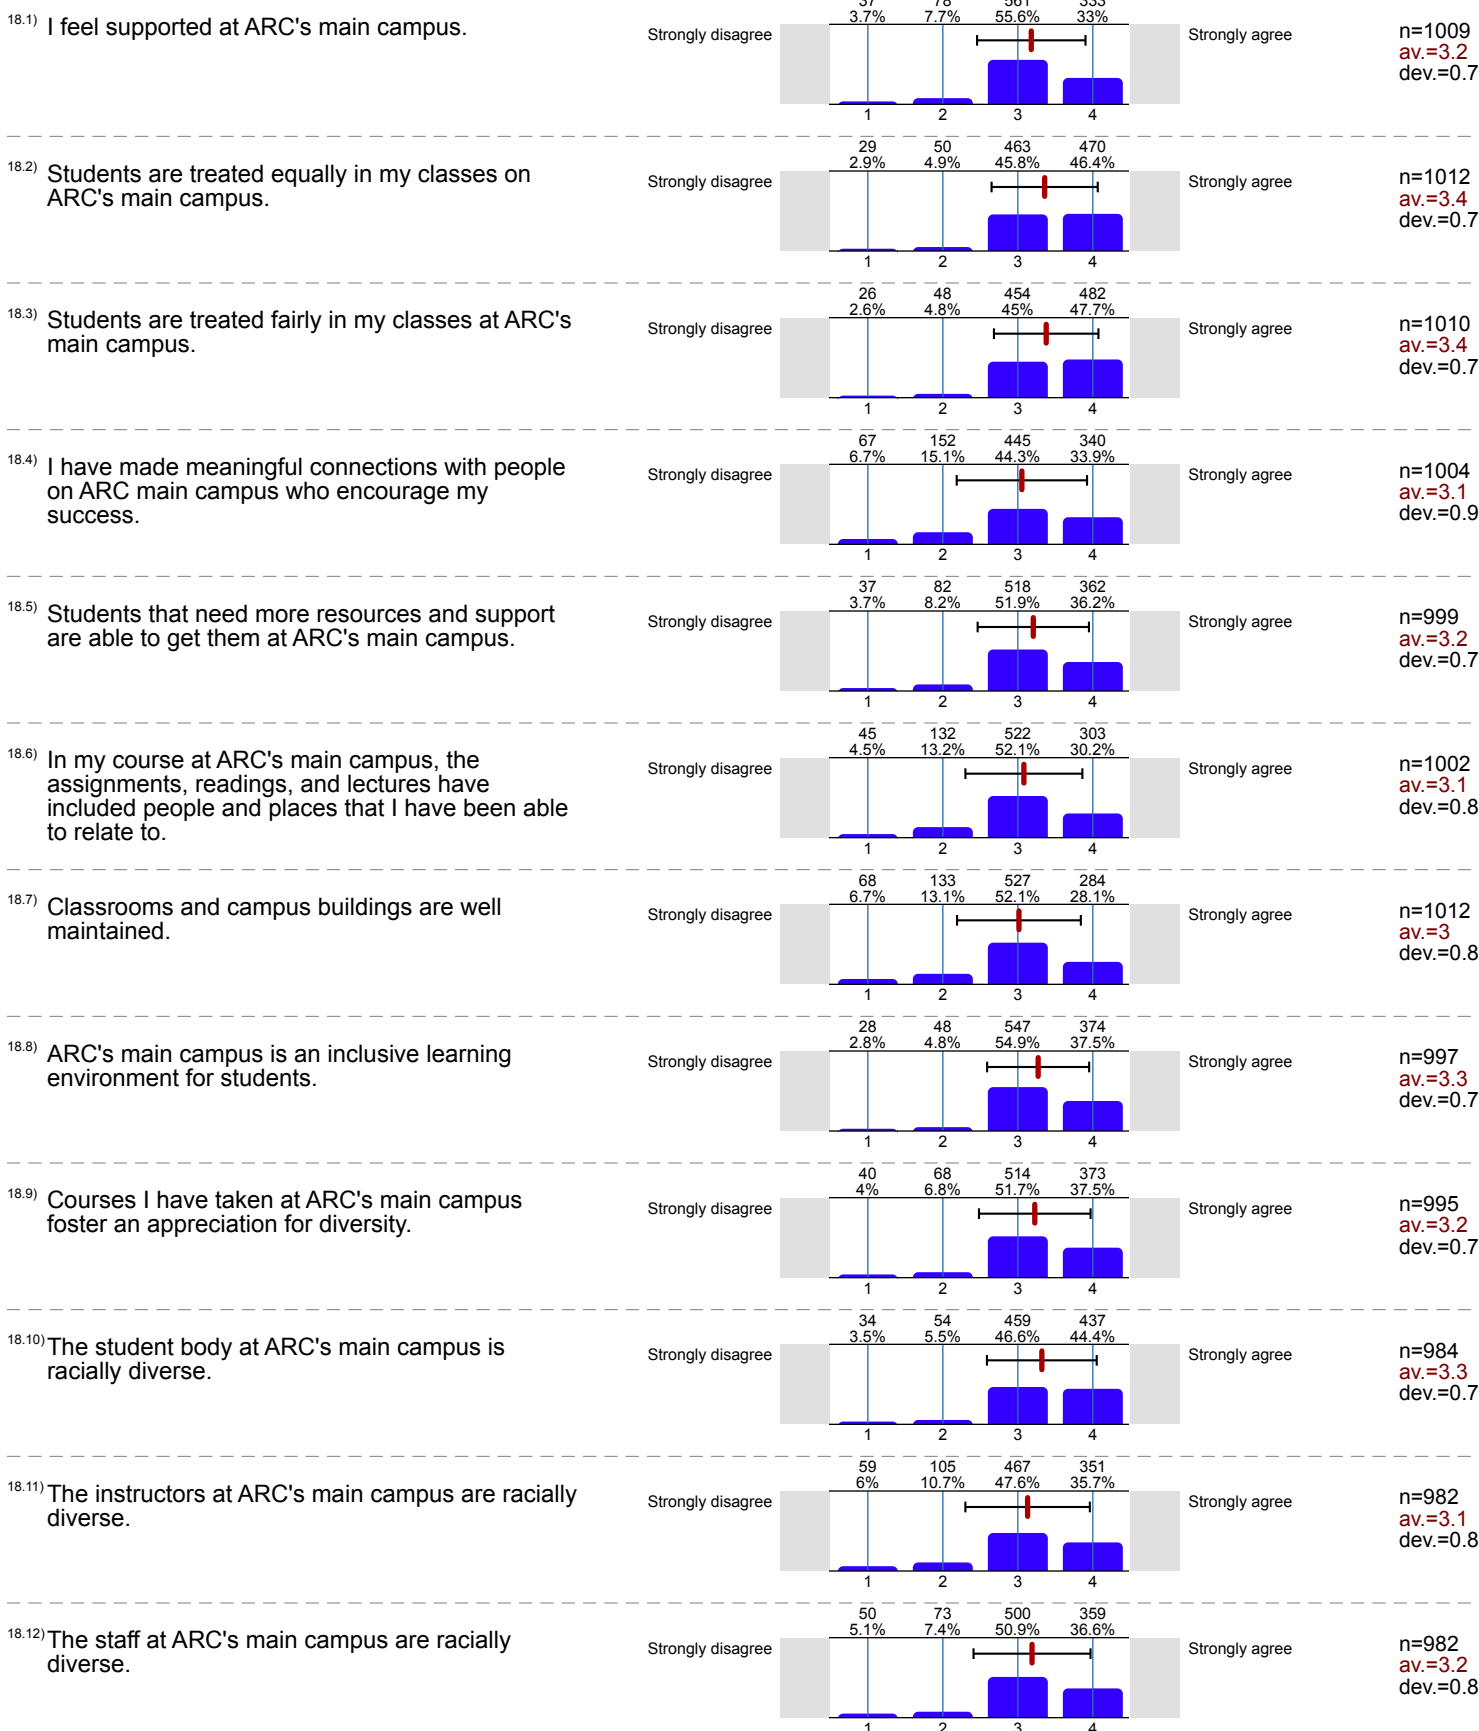 37 78 561 333
3.7% 7.7% 55.6% 33%
18.1) I feel supported at ARC's main campus.
Strongly disagree
Strongly agree
n=1009
av.=3.2
dev.=0.7
1 2 3 4
29 50 463 470
2.9% 4.9% 45.8% 46.4%
18.2) Students are treated equally in my classes on
ARC's main campus.
Strongly disagree
Strongly agree
n=1012
av.=3.4
dev.=0.7
1 2 3 4
26 48 454 482
2.6% 4.8% 45% 47.7%
18.3) Students are treated fairly in my classes at ARC's
main campus.
Strongly disagree
Strongly agree
n=1010
av.=3.4
dev.=0.7
1 2 3 4
67 152 445 340
6.7% 15.1% 44.3% 33.9%
18.4) I have made meaningful connections with people
on ARC main campus who encourage my
success.
Strongly disagree
Strongly agree
n=1004
av.=3.1
dev.=0.9
1 2 3 4
37 82 518 362
3.7% 8.2% 51.9% 36.2%
18.5) Students that need more resources and support
are able to get them at ARC's main campus.
Strongly disagree
Strongly agree
n=999
av.=3.2
dev.=0.7
1 2 3 4
45 132 522 303
4.5% 13.2% 52.1% 30.2%
18.6) In my course at ARC's main campus, the
assignments, readings, and lectures have
included people and places that I have been able
to relate to.
Strongly disagree
Strongly agree
n=1002
av.=3.1
dev.=0.8
1 2 3 4
68 133 527 284
6.7% 13.1% 52.1% 28.1%
18.7) Classrooms and campus buildings are well
maintained.
Strongly disagree
Strongly agree
n=1012
av.=3
dev.=0.8
1 2 3 4
28 48 547 374
2.8% 4.8% 54.9% 37.5%
18.8) ARC's main campus is an inclusive learning
environment for students.
Strongly disagree
Strongly agree
n=997
av.=3.3
dev.=0.7
1 2 3 4
40 68 514 373
4% 6.8% 51.7% 37.5%
18.9) Courses I have taken at ARC's main campus
foster an appreciation for diversity.
Strongly disagree
Strongly agree
n=995
av.=3.2
dev.=0.7
1 2 3 4
34 54 459 437
3.5% 5.5% 46.6% 44.4%
18.10) The student body at ARC's main campus is
racially diverse.
Strongly disagree
Strongly agree
n=984
av.=3.3
dev.=0.7
1 2 3 4
59 105 467 351
6% 10.7% 47.6% 35.7%
18.11) The instructors at ARC's main campus are racially
diverse.
Strongly disagree
Strongly agree
n=982
av.=3.1
dev.=0.8
1 2 3 4
50 73 500 359
5.1% 7.4% 50.9% 36.6%
18.12) The staff at ARC's main campus are racially
diverse.
Strongly disagree
Strongly agree
n=982
av.=3.2
dev.=0.8
1 2 3 4